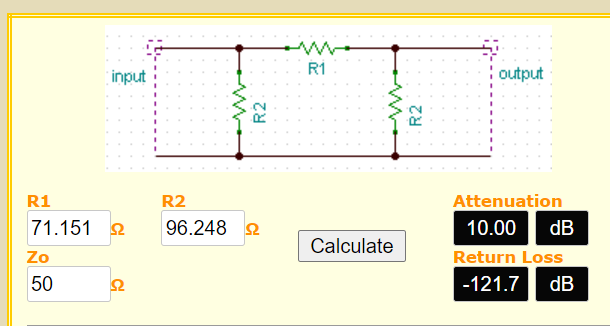 input
R1
output
R2
R2
R1
R2
Attenuation
71.151 Ω
96.248 Ω
10.00 dB
Calculate
Zo
Return Loss
50 Ω
-121.7 dB